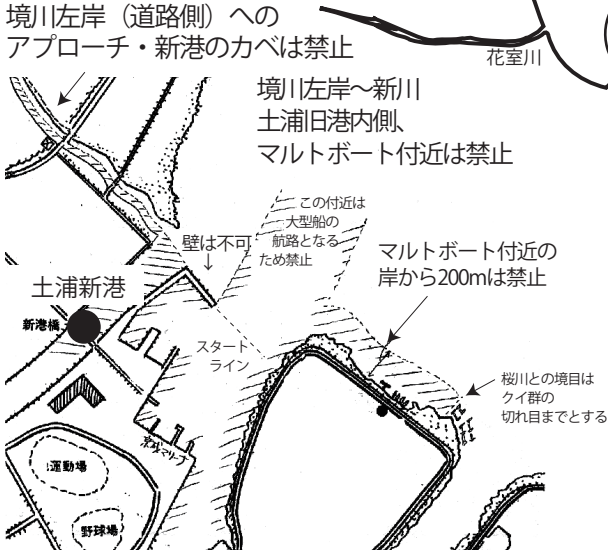 境川左岸（道路側）への
アプローチ・新港のカベは禁止
花室川
境川左岸～新川
土浦旧港内側、
マルトボート付近は禁止
この付近は
大型船の
航路となる
ため禁止
壁は不可
↓
マルトボート付近の
岸から200mは禁止
土浦新港
新港橋
スタート
ライン
桜川との境目は
クイ群の
切れ目までとする
京成マリーナ
運動場
野球場